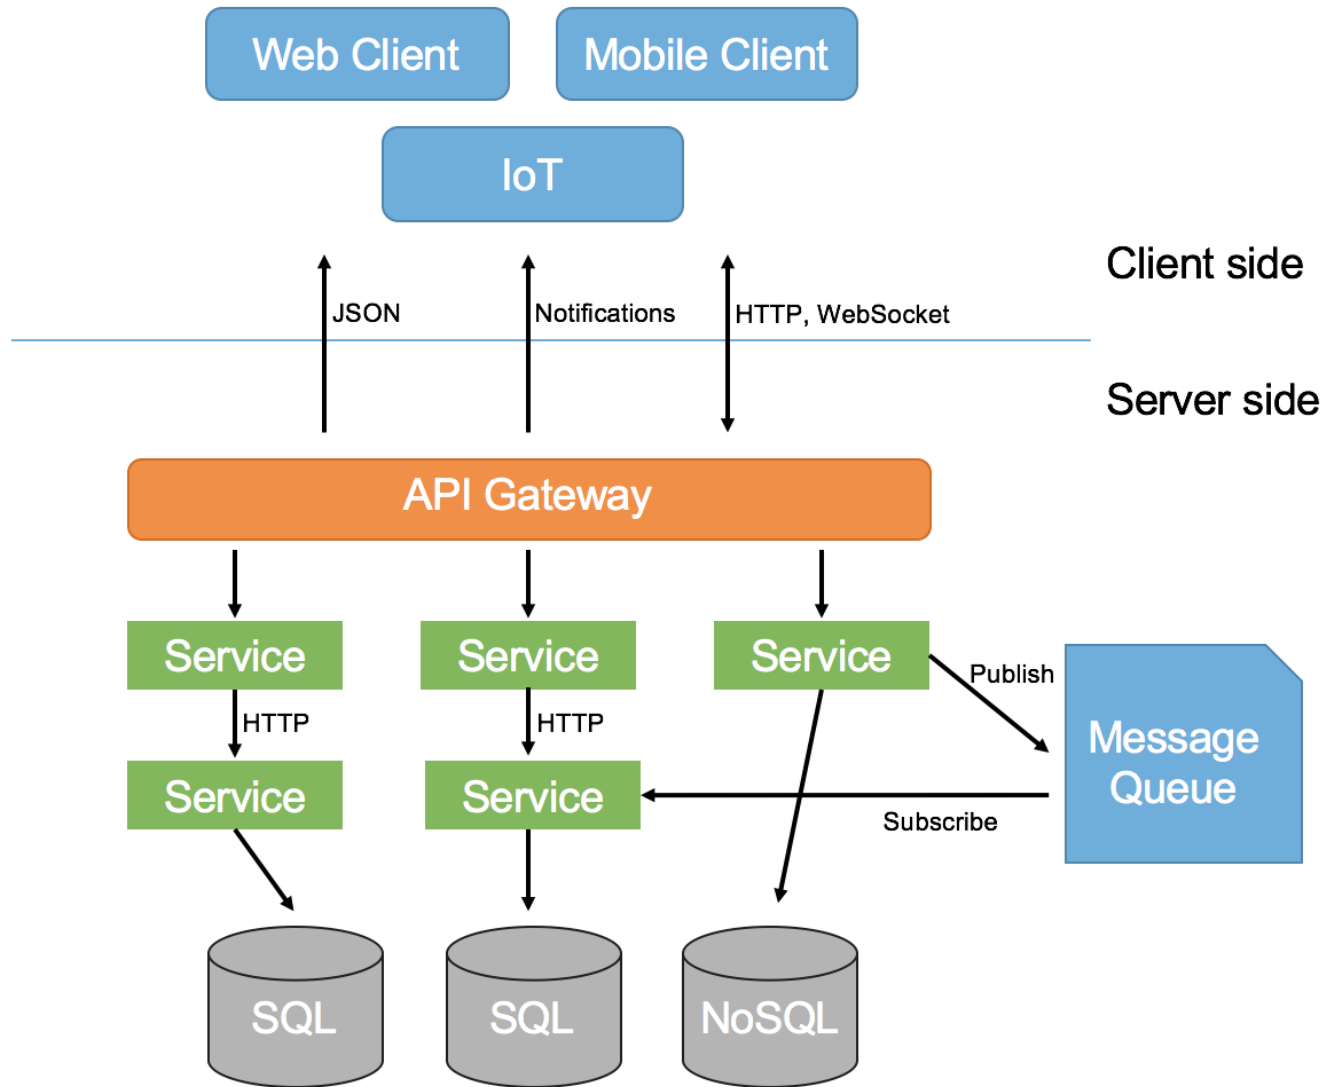 Web Client
Mobile Client
IoT
Client side
JSON
Notifications
HTTP, WebSocket
Server side
API Gateway
Service
Service
Service
Publish
HTTP
HTTP
Message
Queue
Service
Service
Subscribe
SQL
SQL
NoSQL